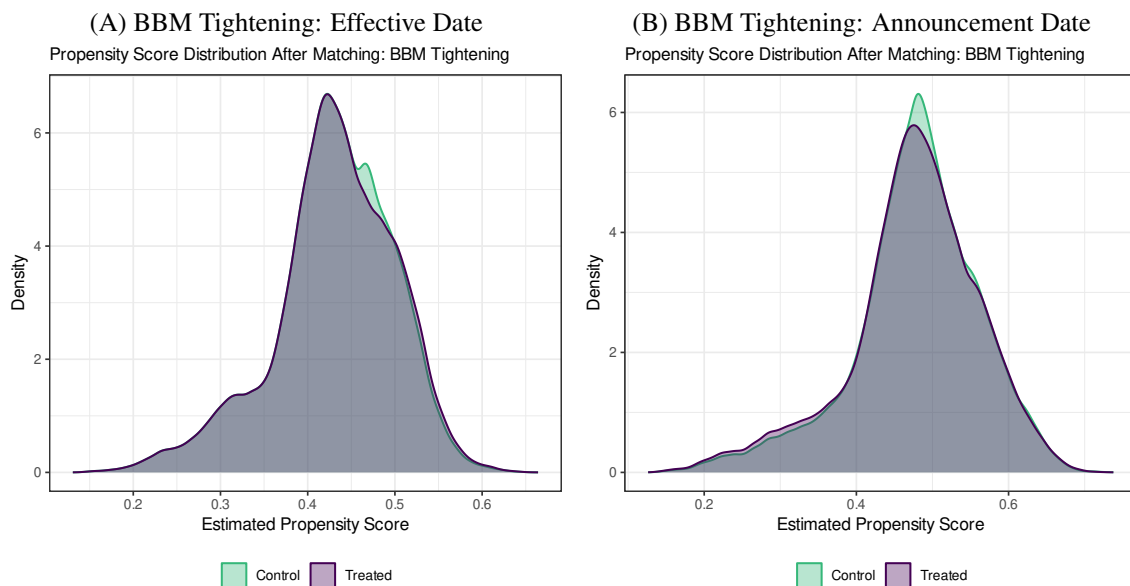 (A) BBM Tightening: Effective Date
Propensity Score Distribution After Matching: BBM Tightening
6
4
2
0
Density
0.2 0.3 0.4 0.5 0.6
Estimated Propensity Score
Control Treated
(B) BBM Tightening: Announcement Date
Propensity Score Distribution After Matching: BBM Tightening
6
4
2
0
Density
0.2 0.4 0.6
Estimated Propensity Score
Control Treated